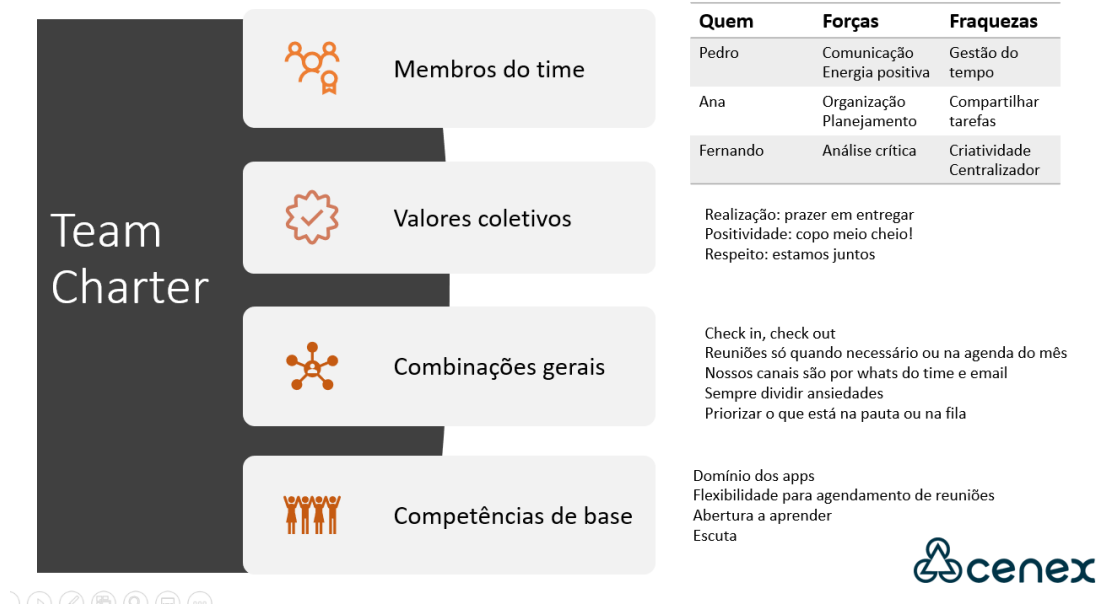 Team
Charter
Membros do time
Quem Forças Fraquezas
Pedro Comunicação Gestão do
Energia positiva tempo
Ana Organização Compartilhar
Planejamento tarefas
Fernando Análise crítica Criatividade
Centralizador
Valores coletivos
Realização: prazer em entregar
Positividade: copo meio cheio!
Respeito: estamos juntos
Combinações gerais
Check in, check out
Reuniões só quando necessário ou na agenda do mês
Nossos canais são por whats do time e email
Sempre dividir ansiedades
Priorizar o que está na pauta ou na fila
Competências de base
Domínio dos apps
Flexibilidade para agendamento de reuniões
Abertura a aprender
Escuta
cenex